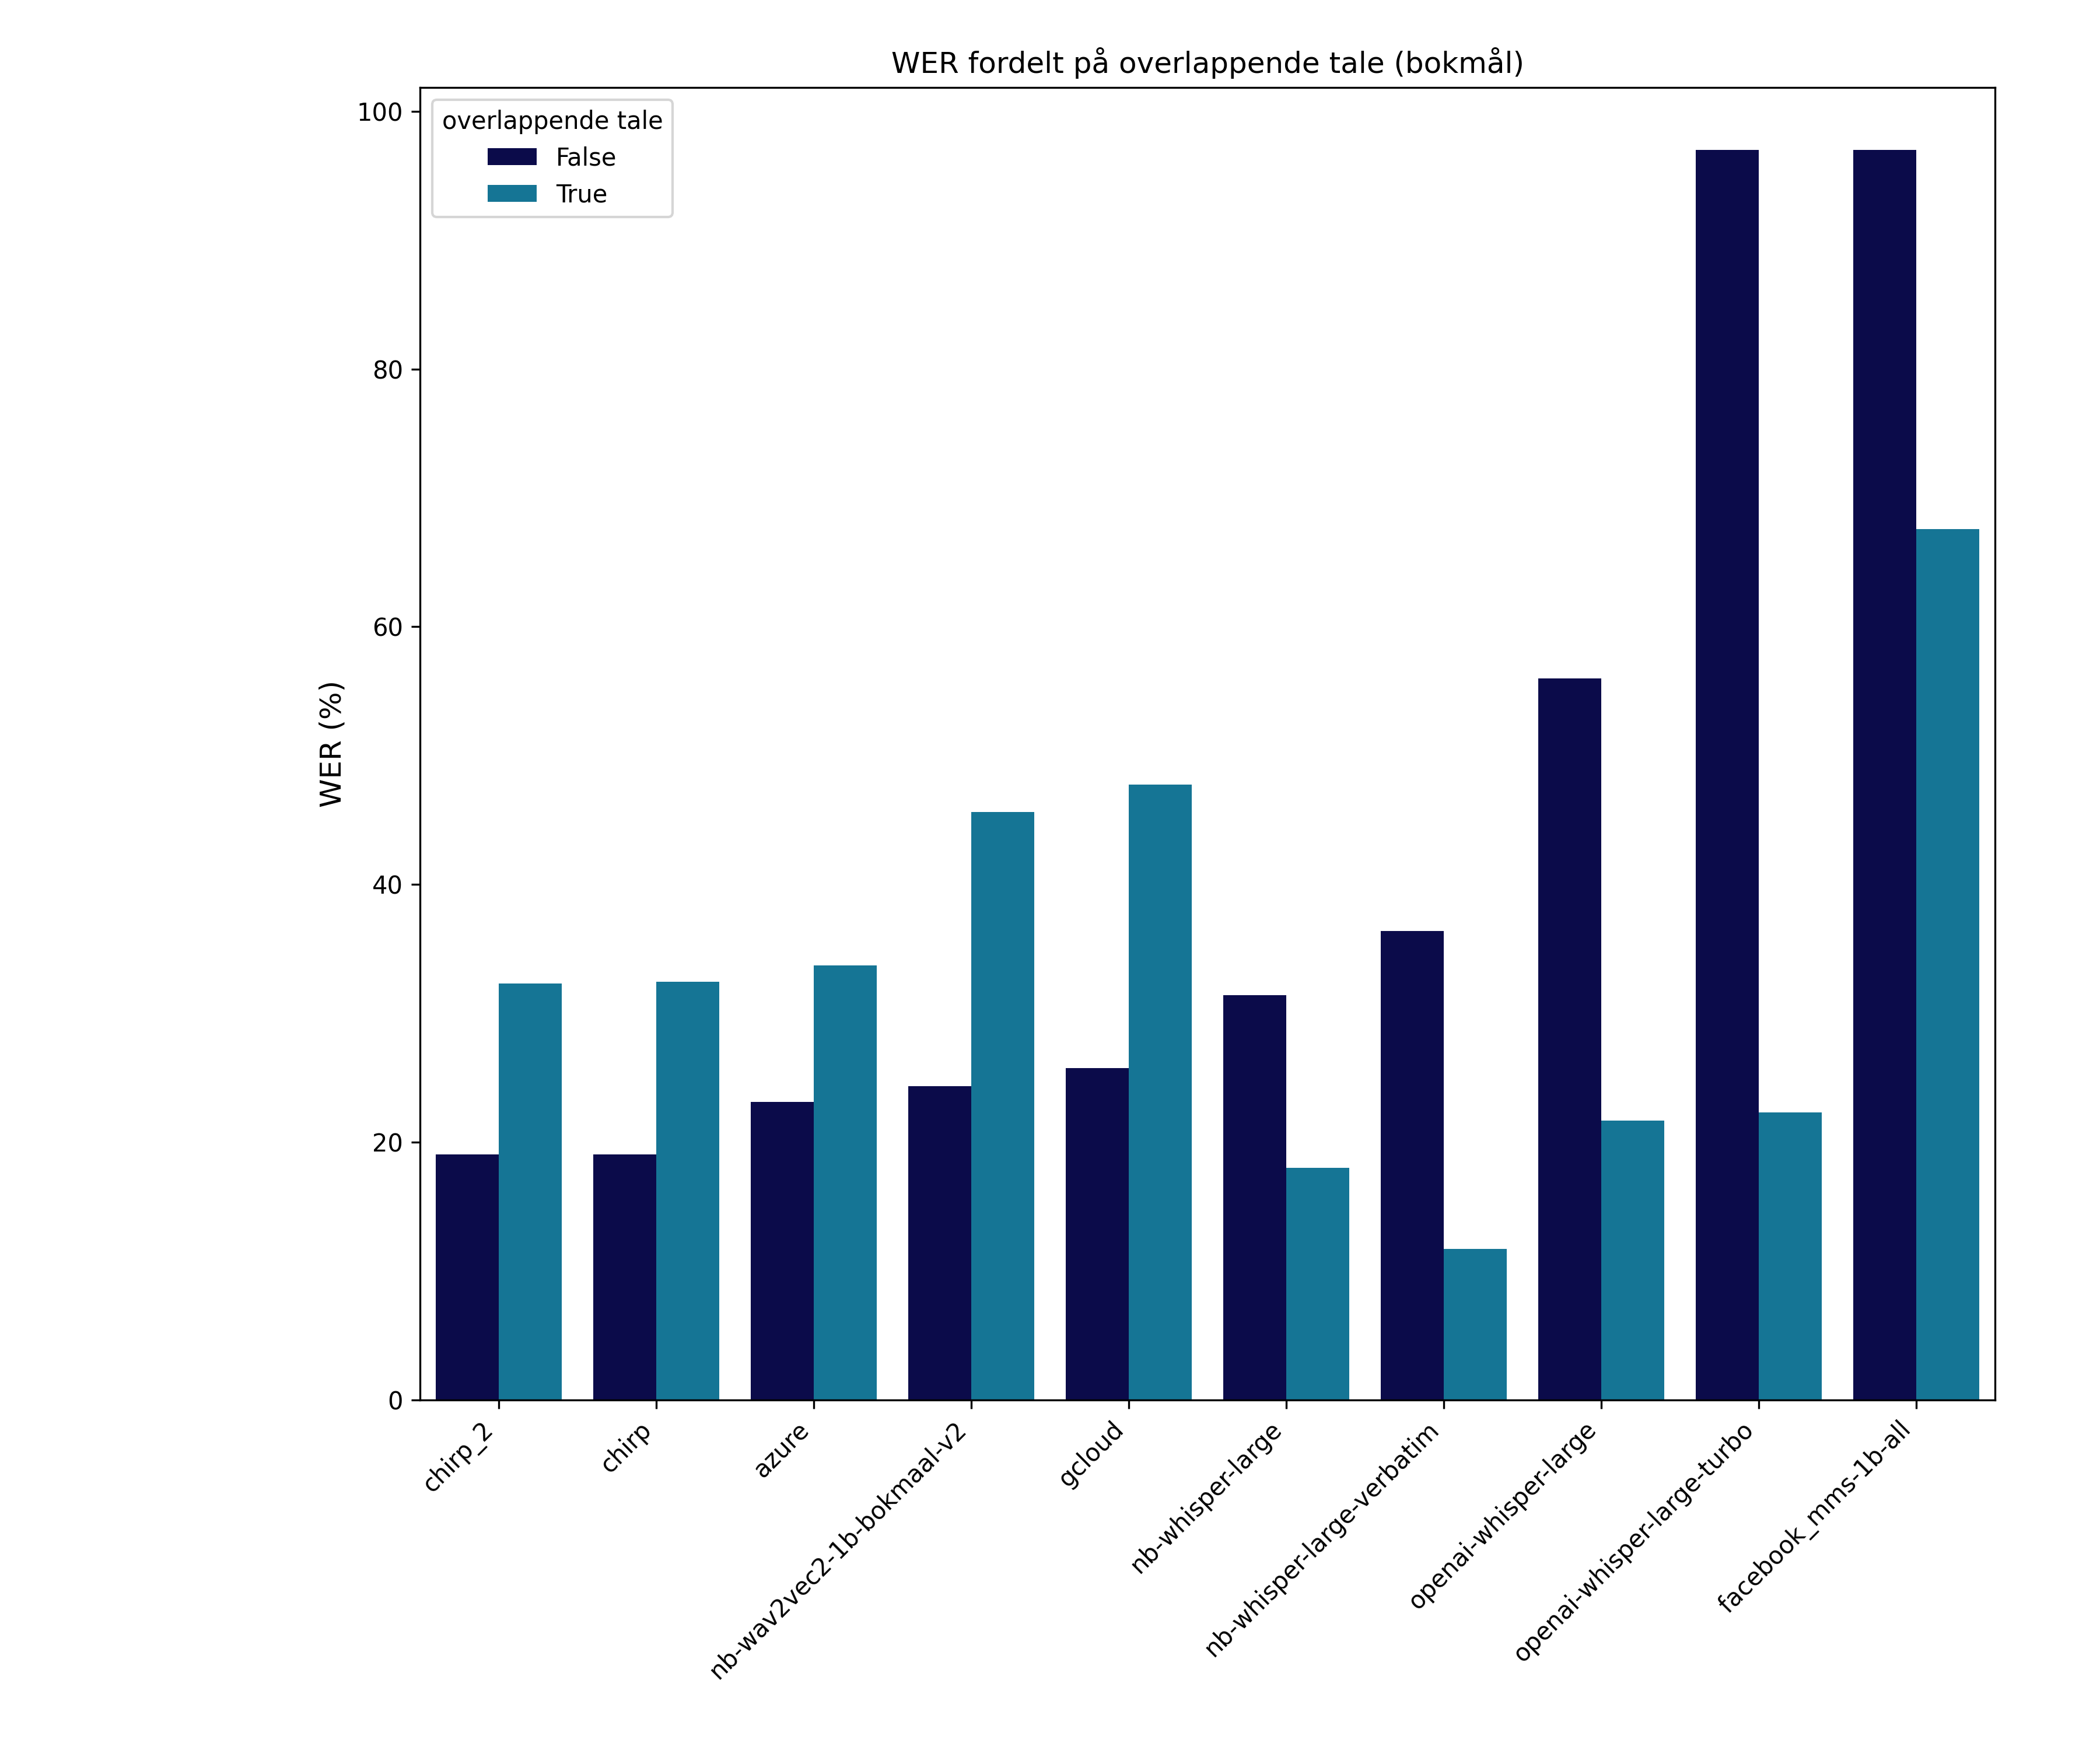 WER fordelt på overlappende tale (bokmål)
overlappende tale
False
True
WER (%)
100
80
60
40
20
0
chirp_2
chirp
azure
nb-wav2vec2-1b-bokmaal-v2
gcloud
nb-whisper-large
nb-whisper-large-verbatim
openai-whisper-large
openai-whisper-large-turbo
facebook_mms-1b-all